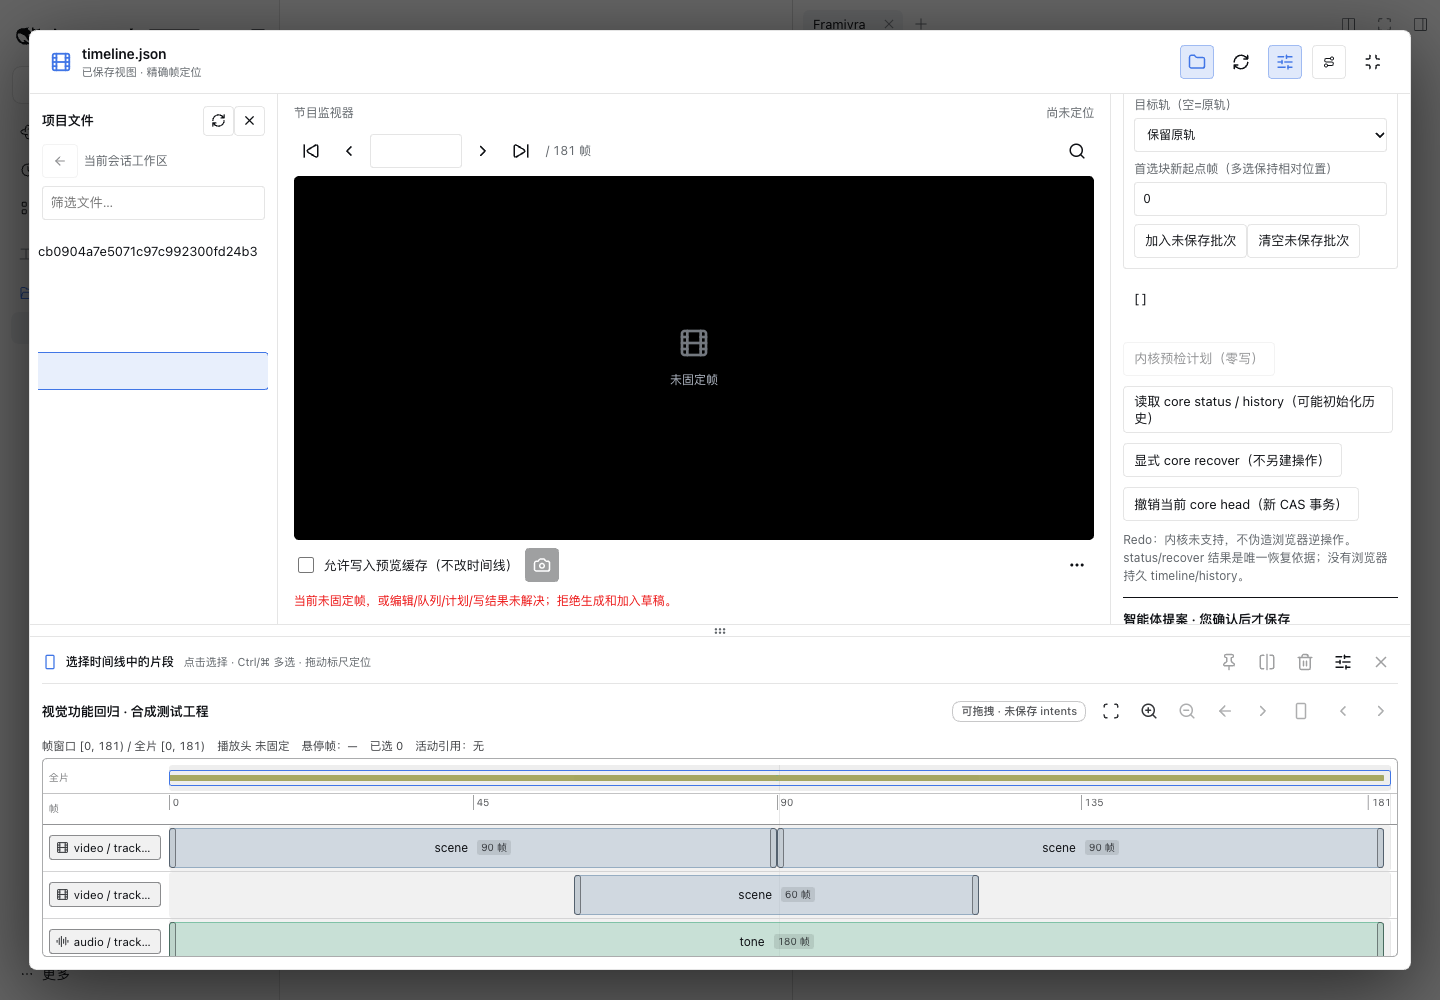 Framivra
timeline.json
已保存视图 · 精确帧定位
项目文件
当前会话工作区
筛选文件...
cb0904a7e5071c97c992300fd24b3
节目监视器
尚未定位
/ 181 帧
未固定帧
允许写入预览缓存（不改时间线）
当前未固定帧，或编辑/队列/计划/写结果未解决；拒绝生成和加入草稿。
目标轨（空=原轨）
保留原轨
首选块新起点帧（多选保持相对位置）
0
加入未保存批次
清空未保存批次
[]
内核预检计划（零写）
读取 core status / history（可能初始化历
史）
显式 core recover（不另建操作）
撤销当前 core head（新 CAS 事务）
Redo：内核未支持，不伪造浏览器逆操作。
status/recover 结果是唯一恢复依据；没有浏览器
持久 timeline/history。
智能体提案 · 您确认后才保存
选择时间线中的片段
点击选择 · Ctrl/⌘ 多选 · 拖动标尺定位
视觉功能回归 · 合成测试工程
可拖拽 · 未保存 intents
帧窗口 [0, 181) / 全片 [0, 181) 播放头 未固定 悬停帧：— 已选 0 活动引用：无
全片
帧
0
45
90
135
181
video / track...
scene 90 帧
scene 90 帧
video / track...
scene 60 帧
audio / track...
tone 180 帧
更多